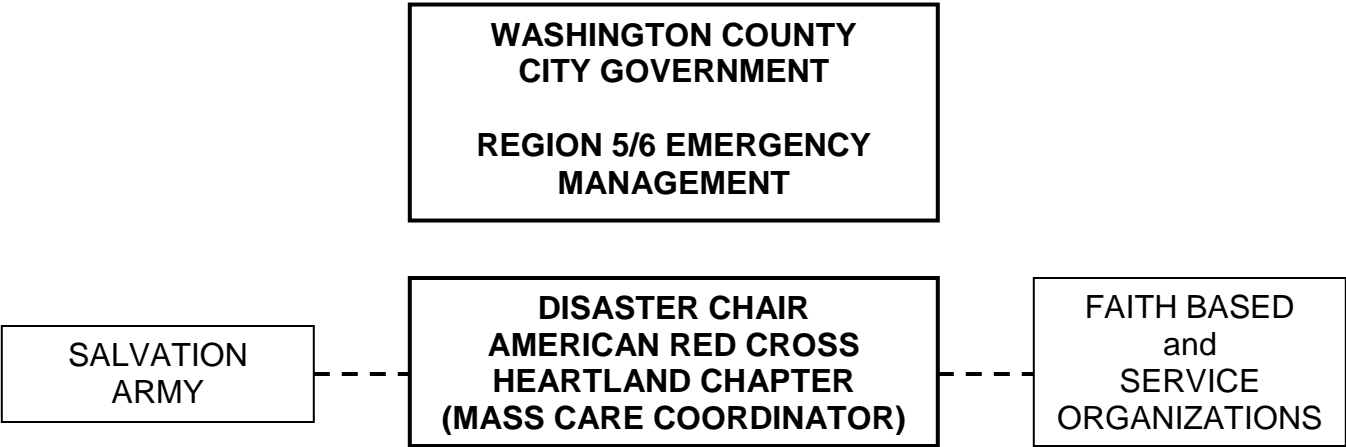 WASHINGTON COUNTY
CITY GOVERNMENT
REGION 5/6 EMERGENCY
MANAGEMENT
SALVATION
ARMY
DISASTER CHAIR
AMERICAN RED CROSS
HEARTLAND CHAPTER
(MASS CARE COORDINATOR)
FAITH BASED
and
SERVICE
ORGANIZATIONS